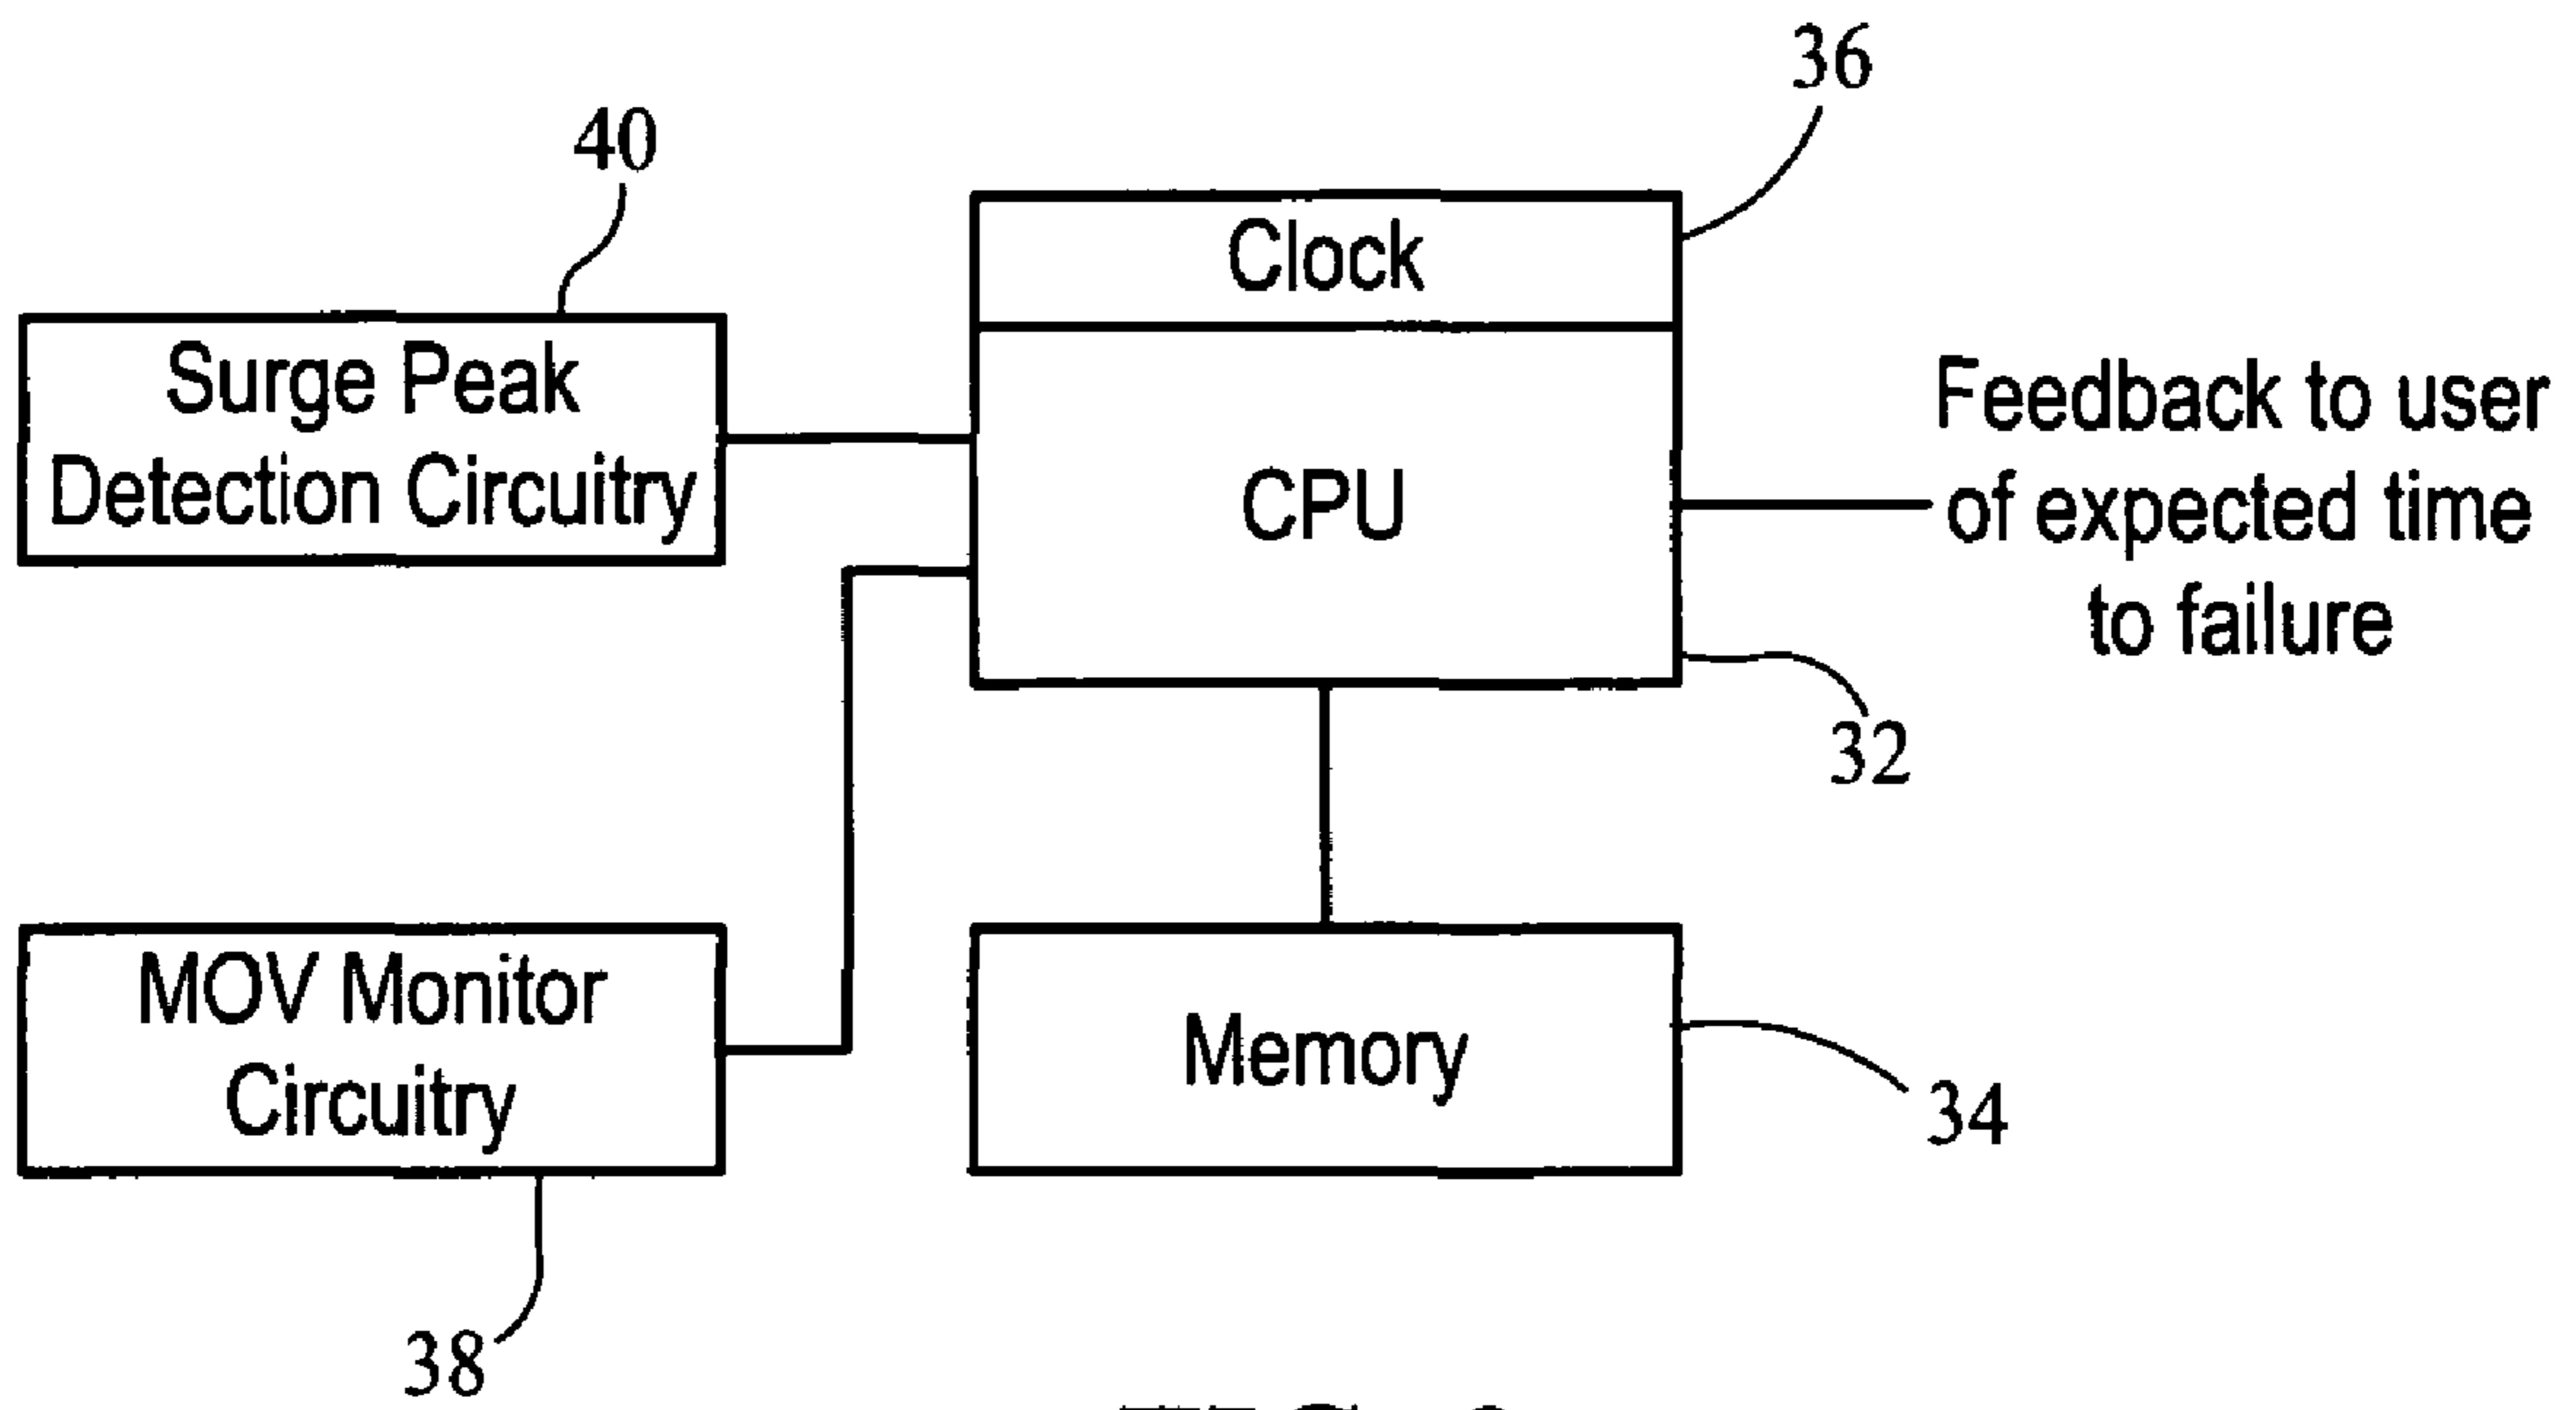 36
40
Clock
Surge Peak
Detection Circuitry
CPU
Feedback to user
of expected time
to failure
32
MOV Monitor
Circuitry
Memory
34
38